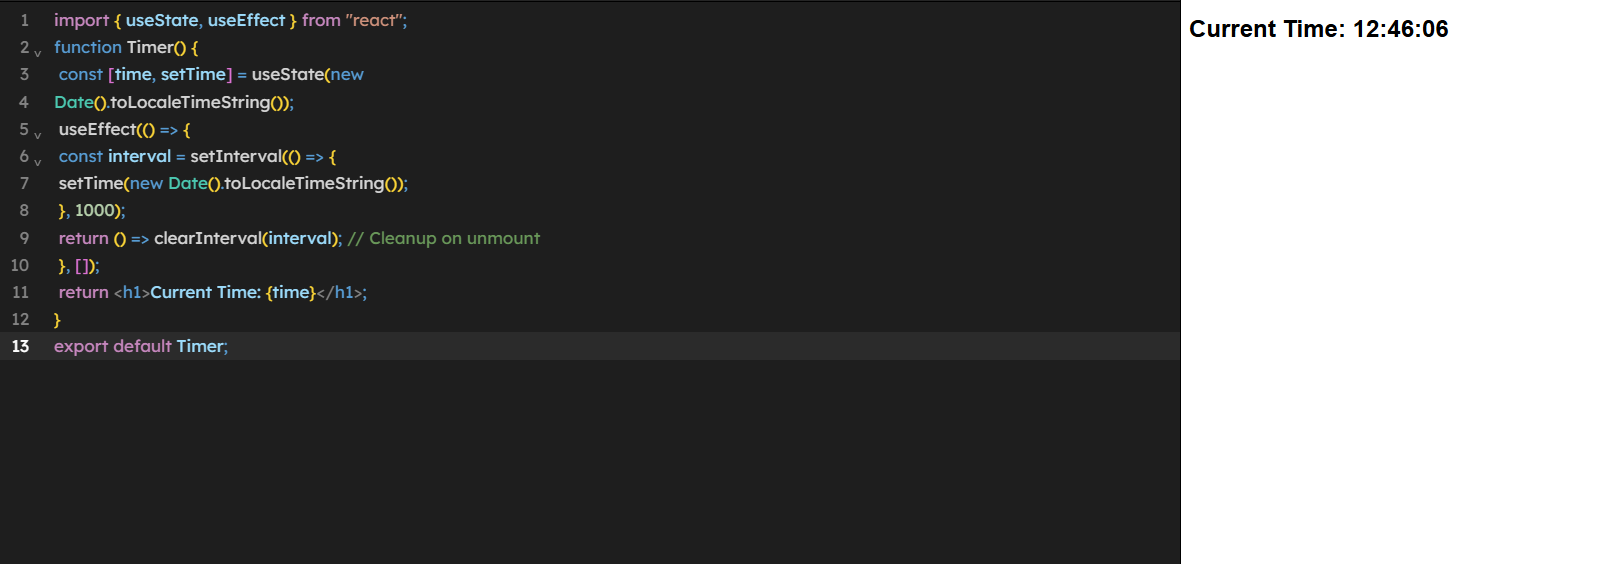 1 import { useState, useEffect } from "react";
2 function Timer() {
3 const [time, setTime] = useState(new
4 Date().toLocaleTimeString());
5 useEffect(() => {
6 const interval = setInterval(() => {
7 setTime(new Date().toLocaleTimeString());
8 }, 1000);
9 return () => clearInterval(interval); // Cleanup on unmount
10 }, []);
11 return <h1>Current Time: {time}</h1>;
12 }
13 export default Timer;
Current Time: 12:46:06